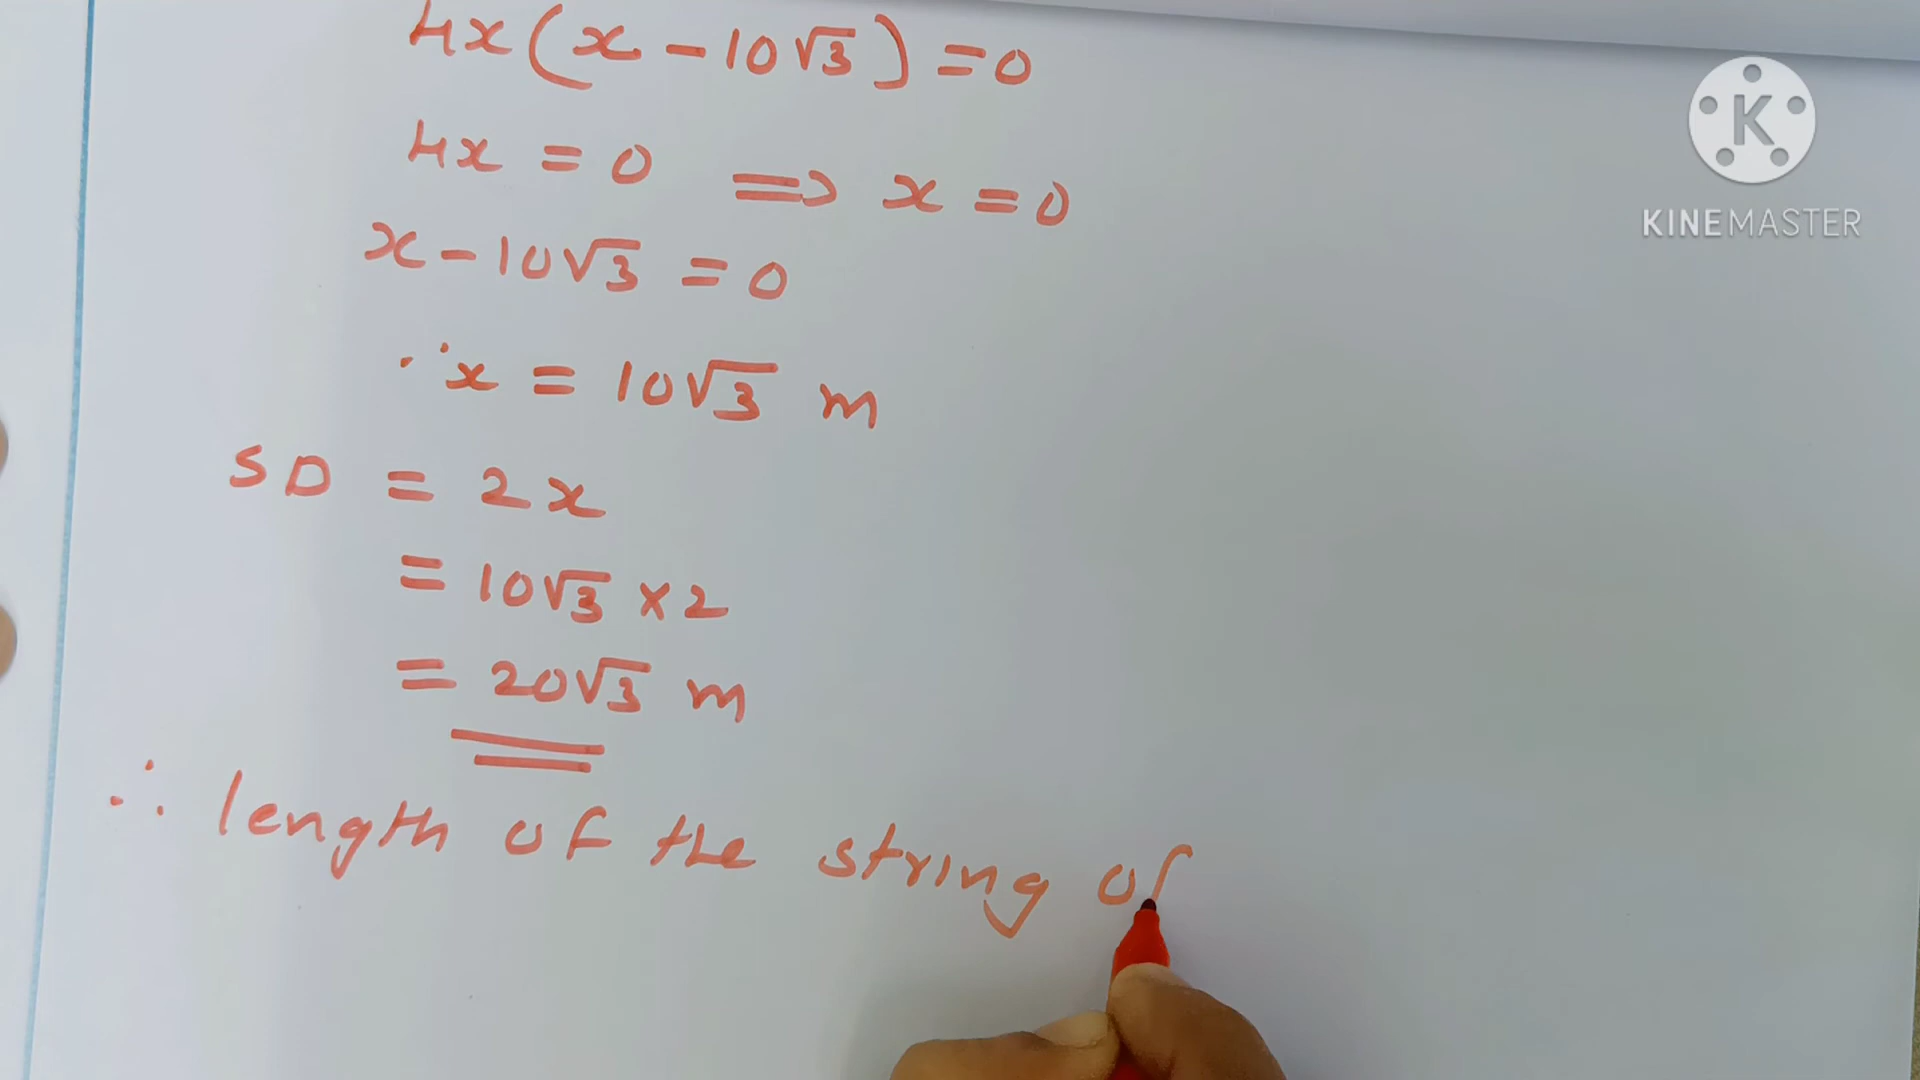 4x(x-10√3)=0
4x = 0 => x = 0
x-10√3 = 0
∴x = 10√3 m
SD = 2x
= 10√3 × 2
= 20√3 m
∴ length of the string of
K
KINEMASTER